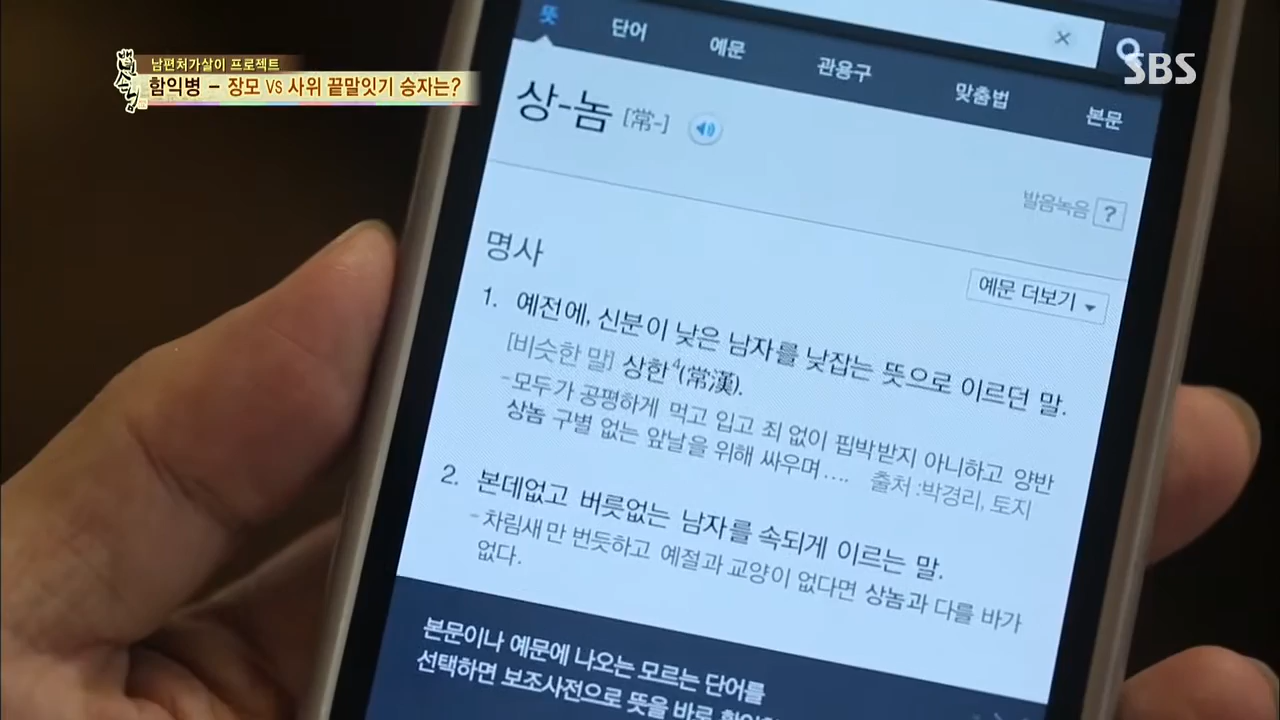 백년손님
남편처가살이 프로젝트
함익병 - 장모 VS 사위 끝말잇기 승자는?
SBS
뜻 단어 예문 관용구 맞춤법 본문
상-놈 [常-]
발음녹음 ?
명사
예문 더보기
1. 예전에, 신분이 낮은 남자를 낮잡는 뜻으로 이르던 말.
[비슷한 말] 상한4(常漢).
-모두가 공평하게 먹고 입고 죄 없이 핍박받지 아니하고 양반
상놈 구별 없는 앞날을 위해 싸우며…. 출처 :박경리, 토지
2. 본데없고 버릇없는 남자를 속되게 이르는 말.
-차림새만 번듯하고 예절과 교양이 없다면 상놈과 다를 바가
없다.
본문이나 예문에 나오는 모르는 단어를
선택하면 보조사전으로 뜻을 바로